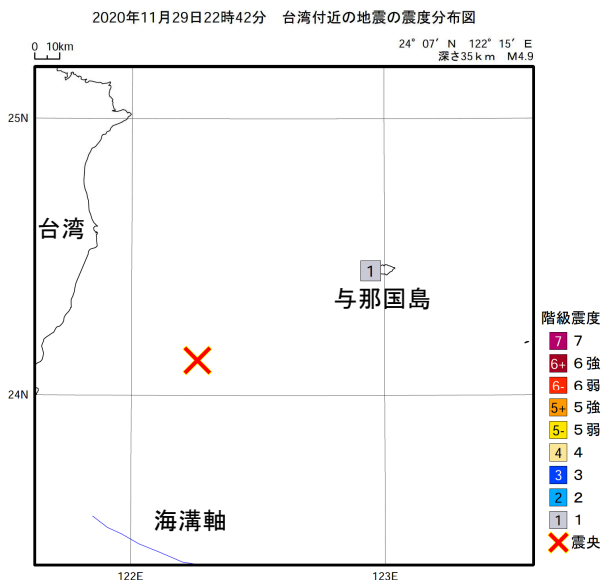 2020年11月29日22時42分　台湾付近の地震の震度分布図
0 10km
24° 07′ N 122° 15′ E
深さ35ｋｍ M4.9
25N
台湾
1
与那国島
24N
海溝軸
122E 123E
階級震度
7 7
6+ 6強
6- 6弱
5+ 5強
5- 5弱
4 4
3 3
2 2
1 1
震央